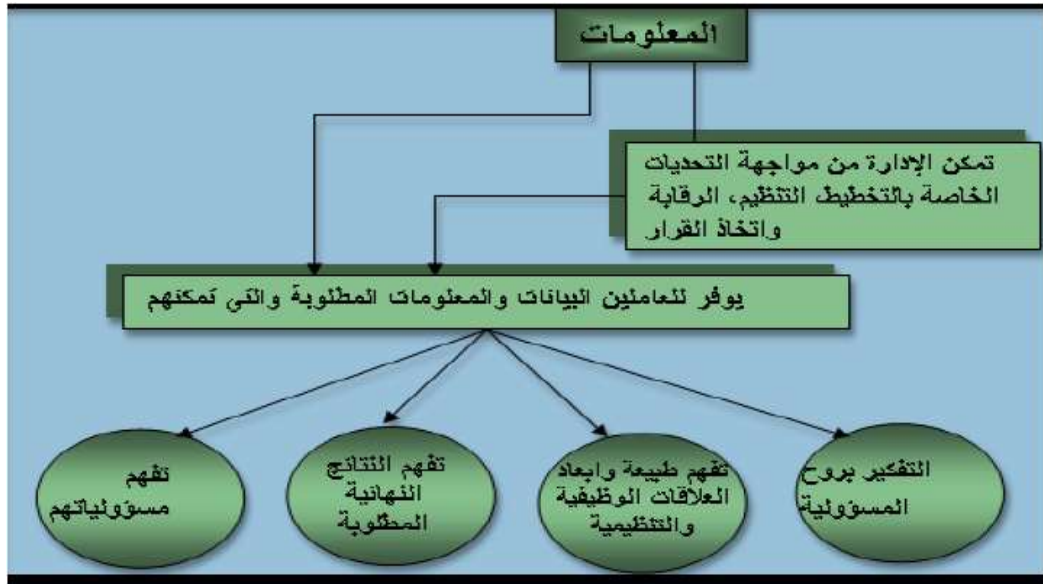 المعلومات
تمكن الإدارة من مواجهة التحديات
الخاصة بالتخطيط التنظيم، الرقابة
واتخاذ القرار
يوفر للعاملين البيانات والمعلومات المطلوبة والتي تمكنهم
التفكير بروح
المسؤولية
تفهم طبيعة وابعاد
العلاقات الوظيفية
والتنظيمية
تفهم النتائج
النهائية
المطلوبة
تفهم
مسؤولياتهم